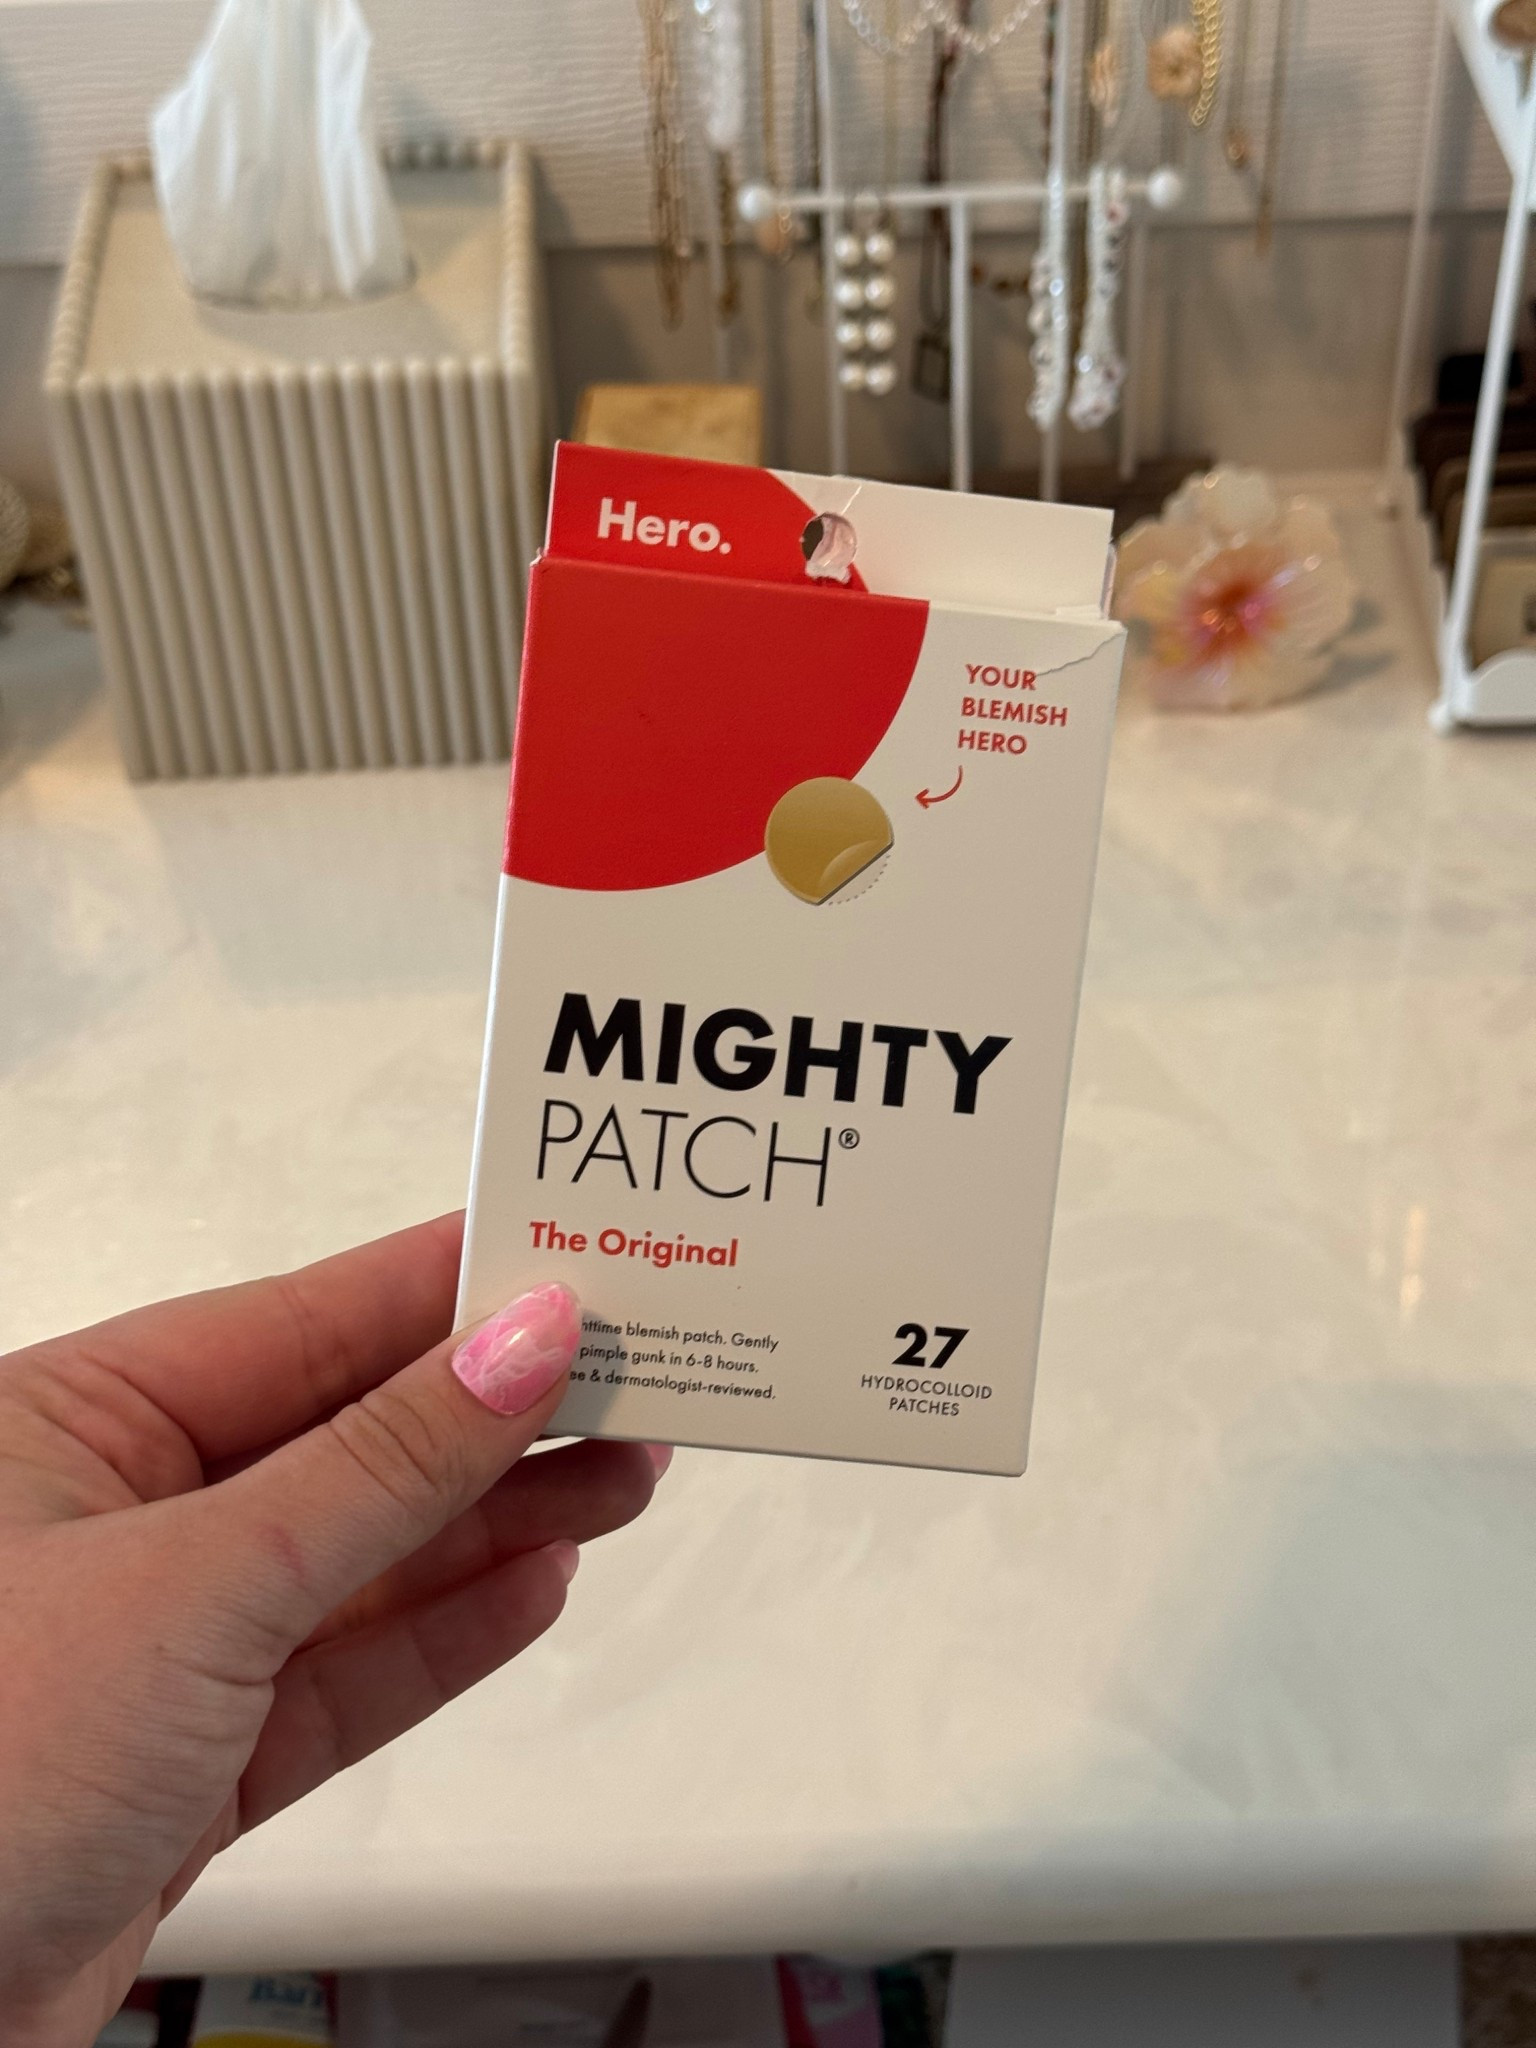 Hero.
YOUR
BLEMISH
HERO
MIGHTY
PATCH®
The Original
blemish patch. Gently
pimple gunk in 6-8 hours.
& dermatologist-reviewed.
27
HYDROCOLLOID
PATCHES